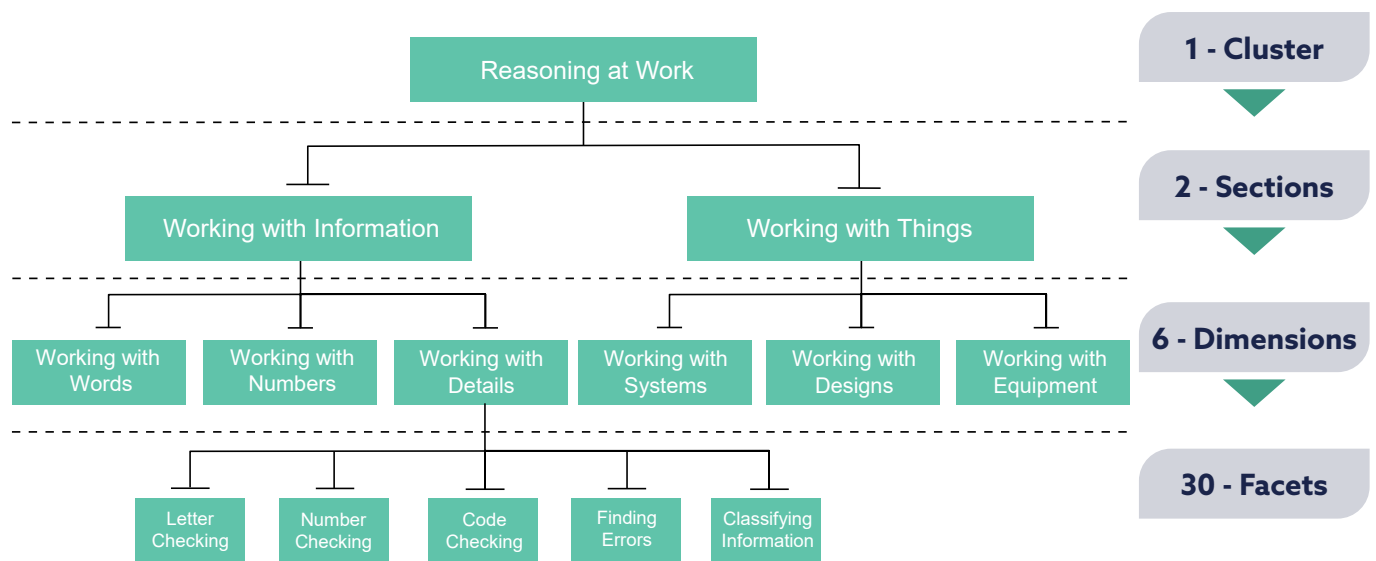 Reasoning at Work
1 - Cluster
Working with Information
Working with Things
2 - Sections
Working with
Words
Working with
Numbers
Working with
Details
Working with
Systems
Working with
Designs
Working with
Equipment
6 - Dimensions
Letter
Checking
Number
Checking
Code
Checking
Finding
Errors
Classifying
Information
30 - Facets